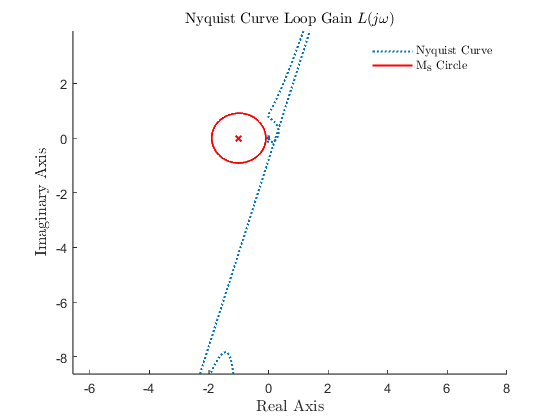 Nyquist Curve Loop Gain L(jω)
Nyquist Curve
M_S Circle
Imaginary Axis
2
0
-2
-4
-6
-8
-6 -4 -2 0 2 4 6 8
Real Axis